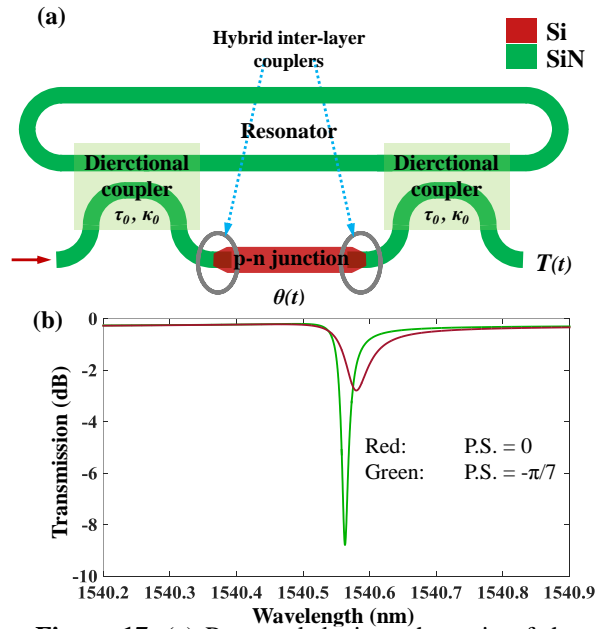 (a)
Hybrid inter-layer
couplers
Si
SiN
Resonator
Dierctional
coupler
τ0, κ0
Dierctional
coupler
τ0, κ0
p-n junction
T(t)
θ(t)
(b)
Transmission (dB)
0
-2
-4
-6
-8
-10
Red: P.S. = 0
Green: P.S. = -π/7
1540.2 1540.3 1540.4 1540.5 1540.6 1540.7 1540.8 1540.9
Wavelength (nm)